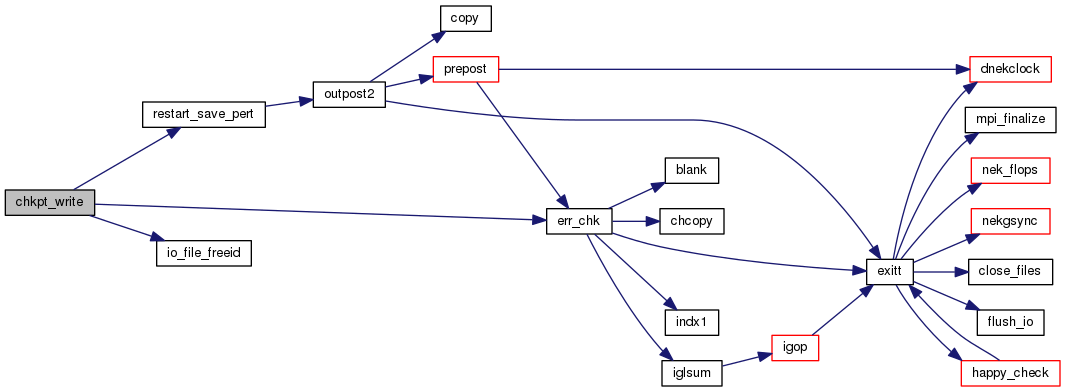 copy
prepost
dnekclock
outpost2
restart_save_pert
mpi_finalize
blank
nek_flops
chkpt_write
err_chk
chcopy
nekgsync
io_file_freeid
exitt
close_files
indx1
flush_io
igop
iglsum
happy_check